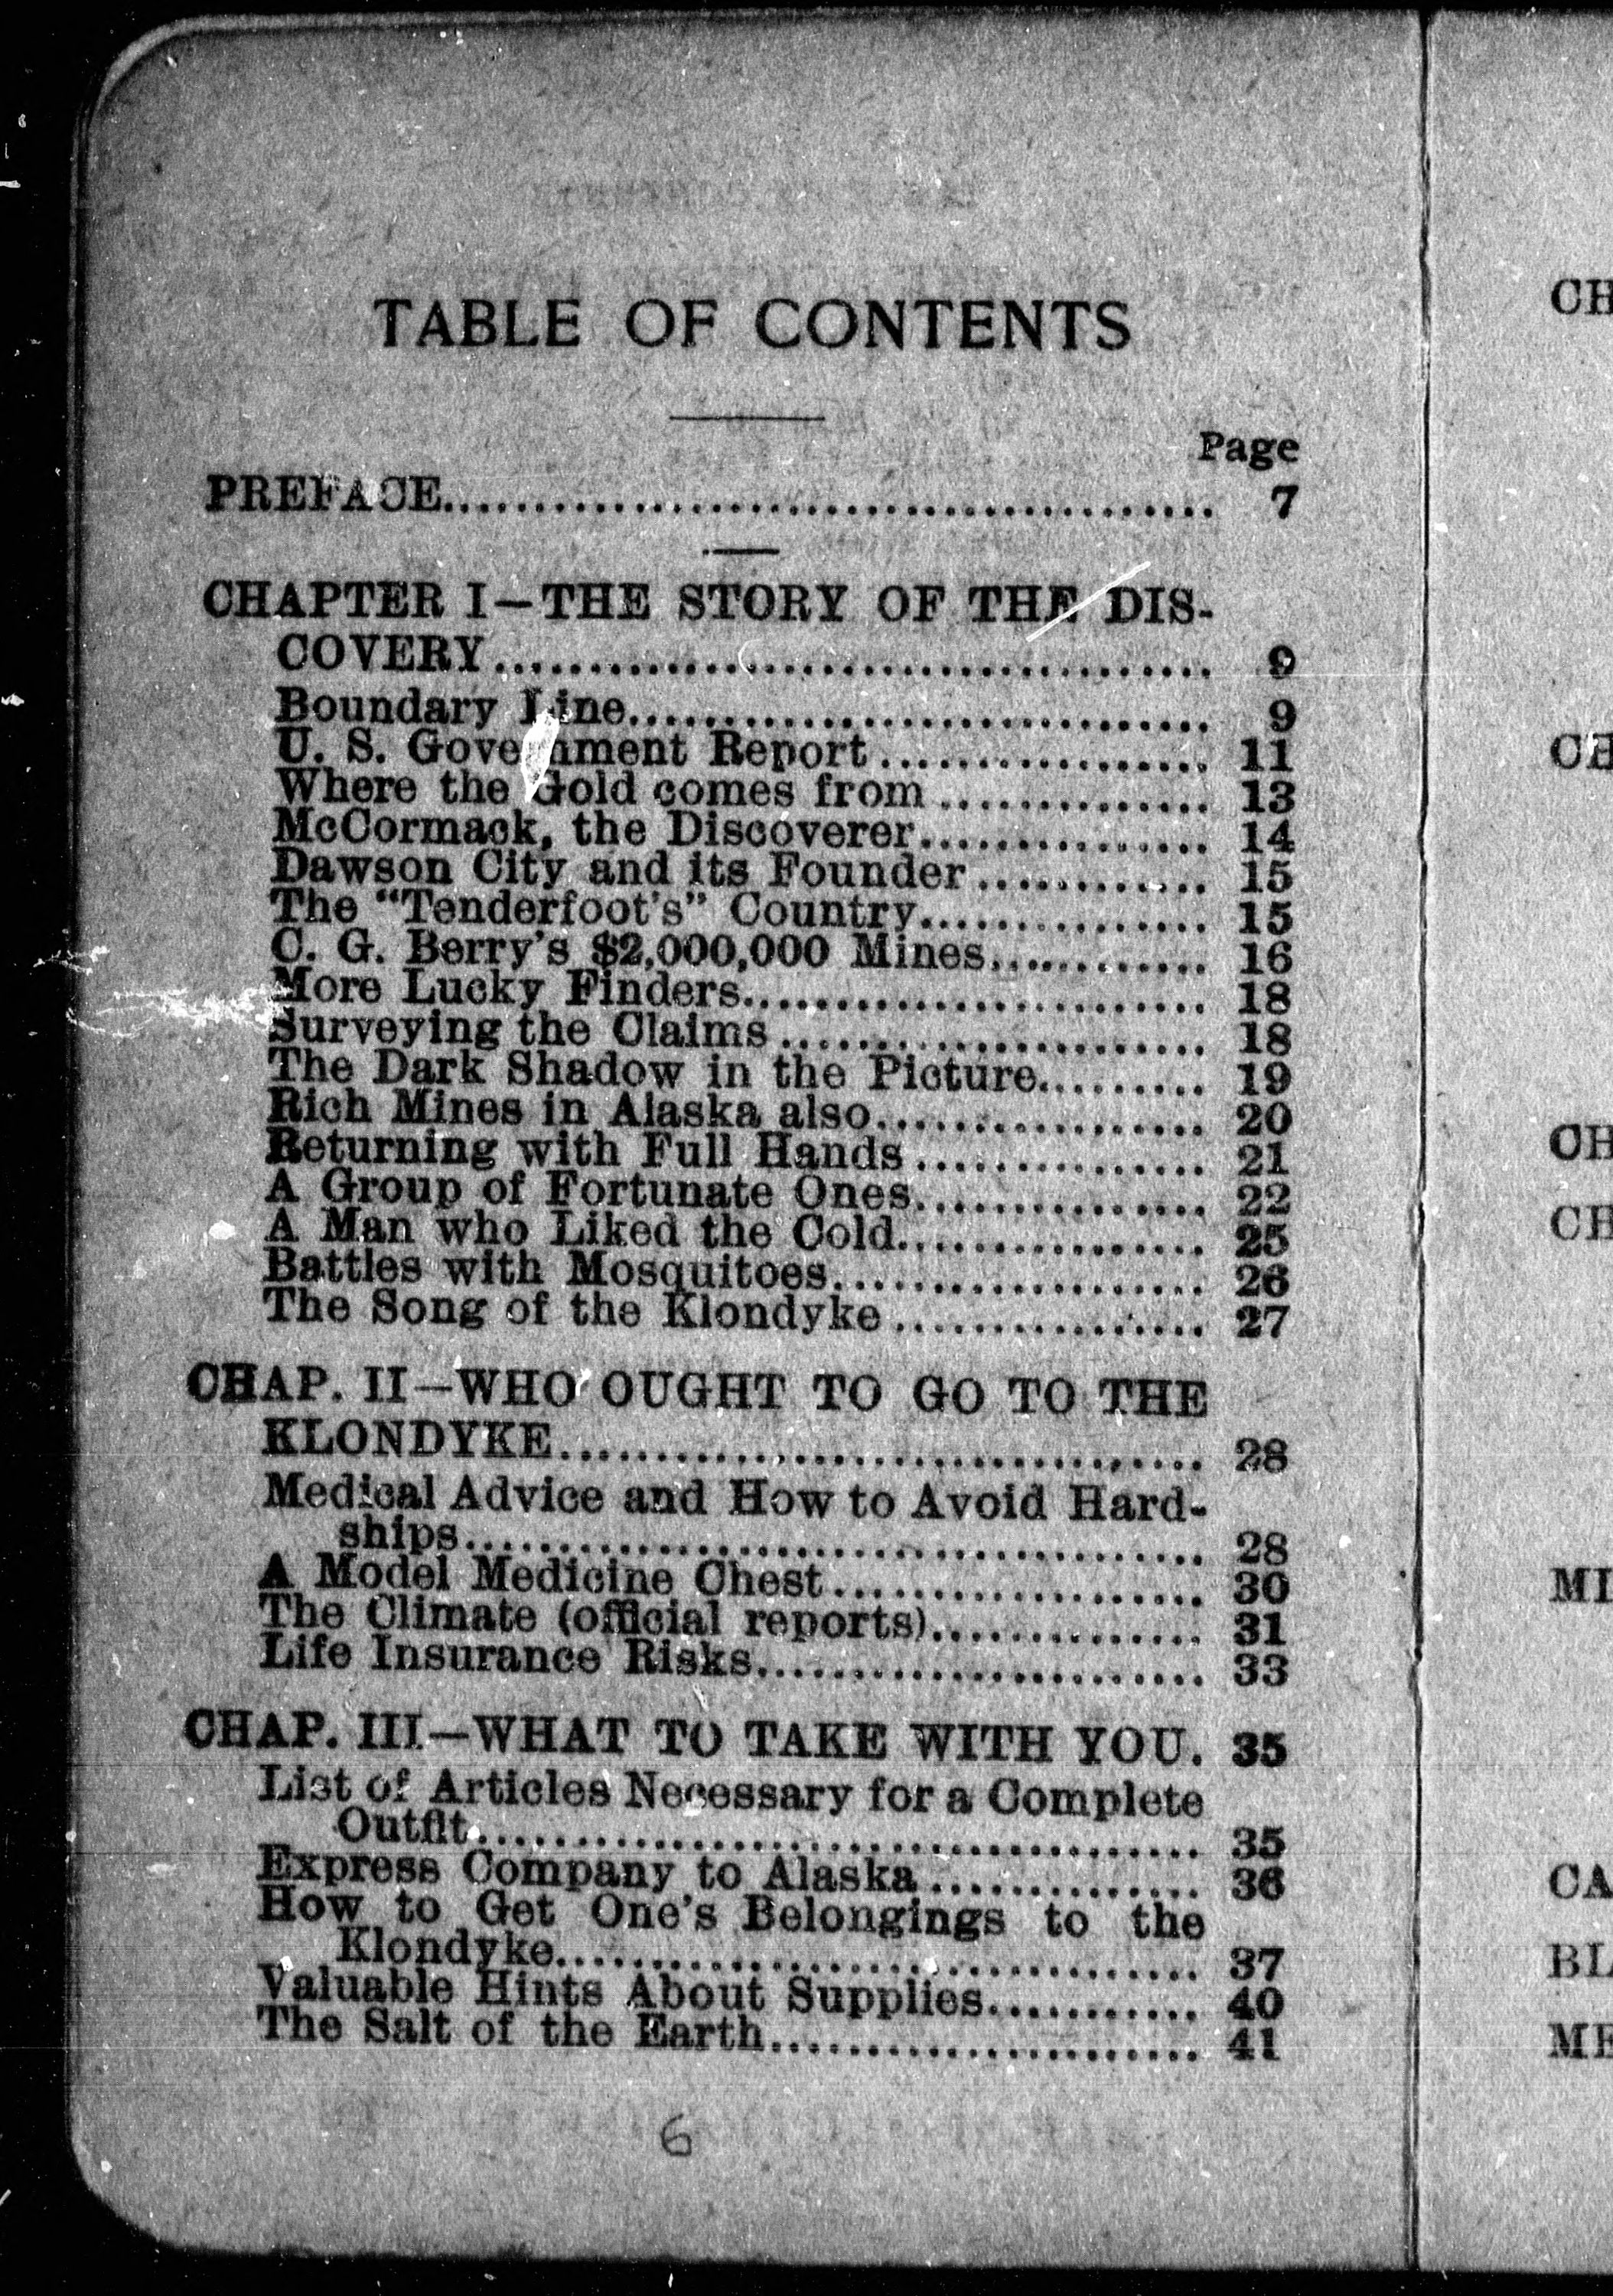 TABLE OF CONTENTS
Page
PREFACE........................................ 7
CHAPTER I—THE STORY OF THE DIS-
COVERY...................................... 9
Boundary Line............................... 9
U. S. Government Report.................. 11
Where the Gold comes from.............. 13
McCormack, the Discoverer............... 14
Dawson City and its Founder............ 15
The "Tenderfoot's" Country............... 15
C. G. Berry's $2,000,000 Mines............ 16
More Lucky Finders........................ 18
Surveying the Claims...................... 18
The Dark Shadow in the Picture......... 19
Rich Mines in Alaska also................. 20
Returning with Full Hands............... 21
A Group of Fortunate Ones............... 22
A Man who Liked the Cold................ 25
Battles with Mosquitoes................... 26
The Song of the Klondyke................ 27
CHAP. II—WHO OUGHT TO GO TO THE
KLONDYKE.................................. 28
Medical Advice and How to Avoid Hard-
ships....................................... 28
A Model Medicine Chest................... 30
The Climate (official reports).............. 31
Life Insurance Risks....................... 33
CHAP. III—WHAT TO TAKE WITH YOU. 35
List of Articles Necessary for a Complete
Outfit...................................... 35
Express Company to Alaska.............. 36
How to Get One's Belongings to the
Klondyke.................................. 37
Valuable Hints About Supplies........... 40
The Salt of the Earth...................... 41
6
CH
CH
CH
CH
MI
CA
BL
ME